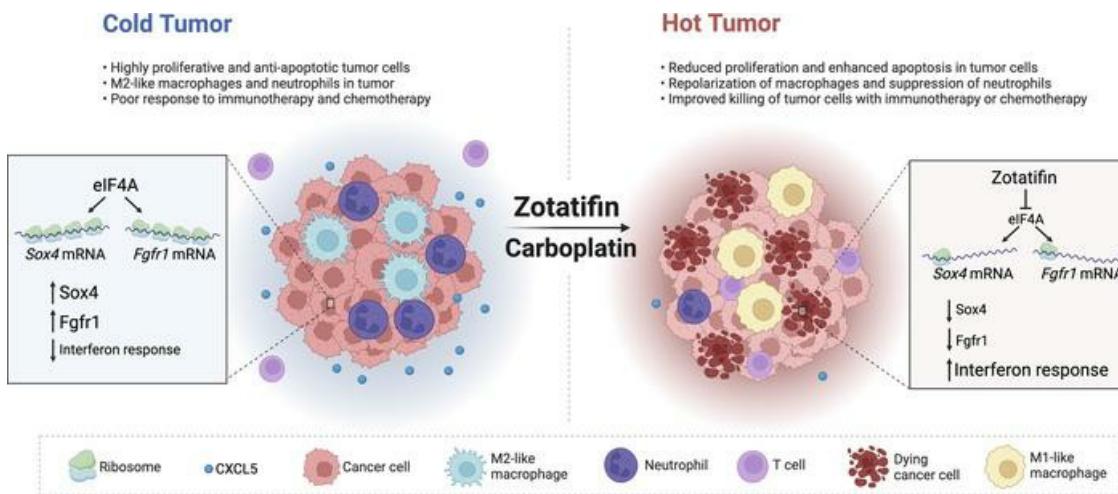 Cold Tumor
• Highly proliferative and anti-apoptotic tumor cells
• M2-like macrophages and neutrophils in tumor
• Poor response to immunotherapy and chemotherapy
eIF4A
Sox4 mRNA Fgfr1 mRNA
↑Sox4
↑Fgfr1
↓Interferon response
Zotatifin
Carboplatin
Hot Tumor
• Reduced proliferation and enhanced apoptosis in tumor cells
• Repolarization of macrophages and suppression of neutrophils
• Improved killing of tumor cells with immunotherapy or chemotherapy
Zotatifin
eIF4A
Sox4 mRNA Fgfr1 mRNA
↓Sox4
↓Fgfr1
↑Interferon response
Ribosome
CXCL5
Cancer cell
M2-like
macrophage
Neutrophil
T cell
Dying
cancer cell
M1-like
macrophage